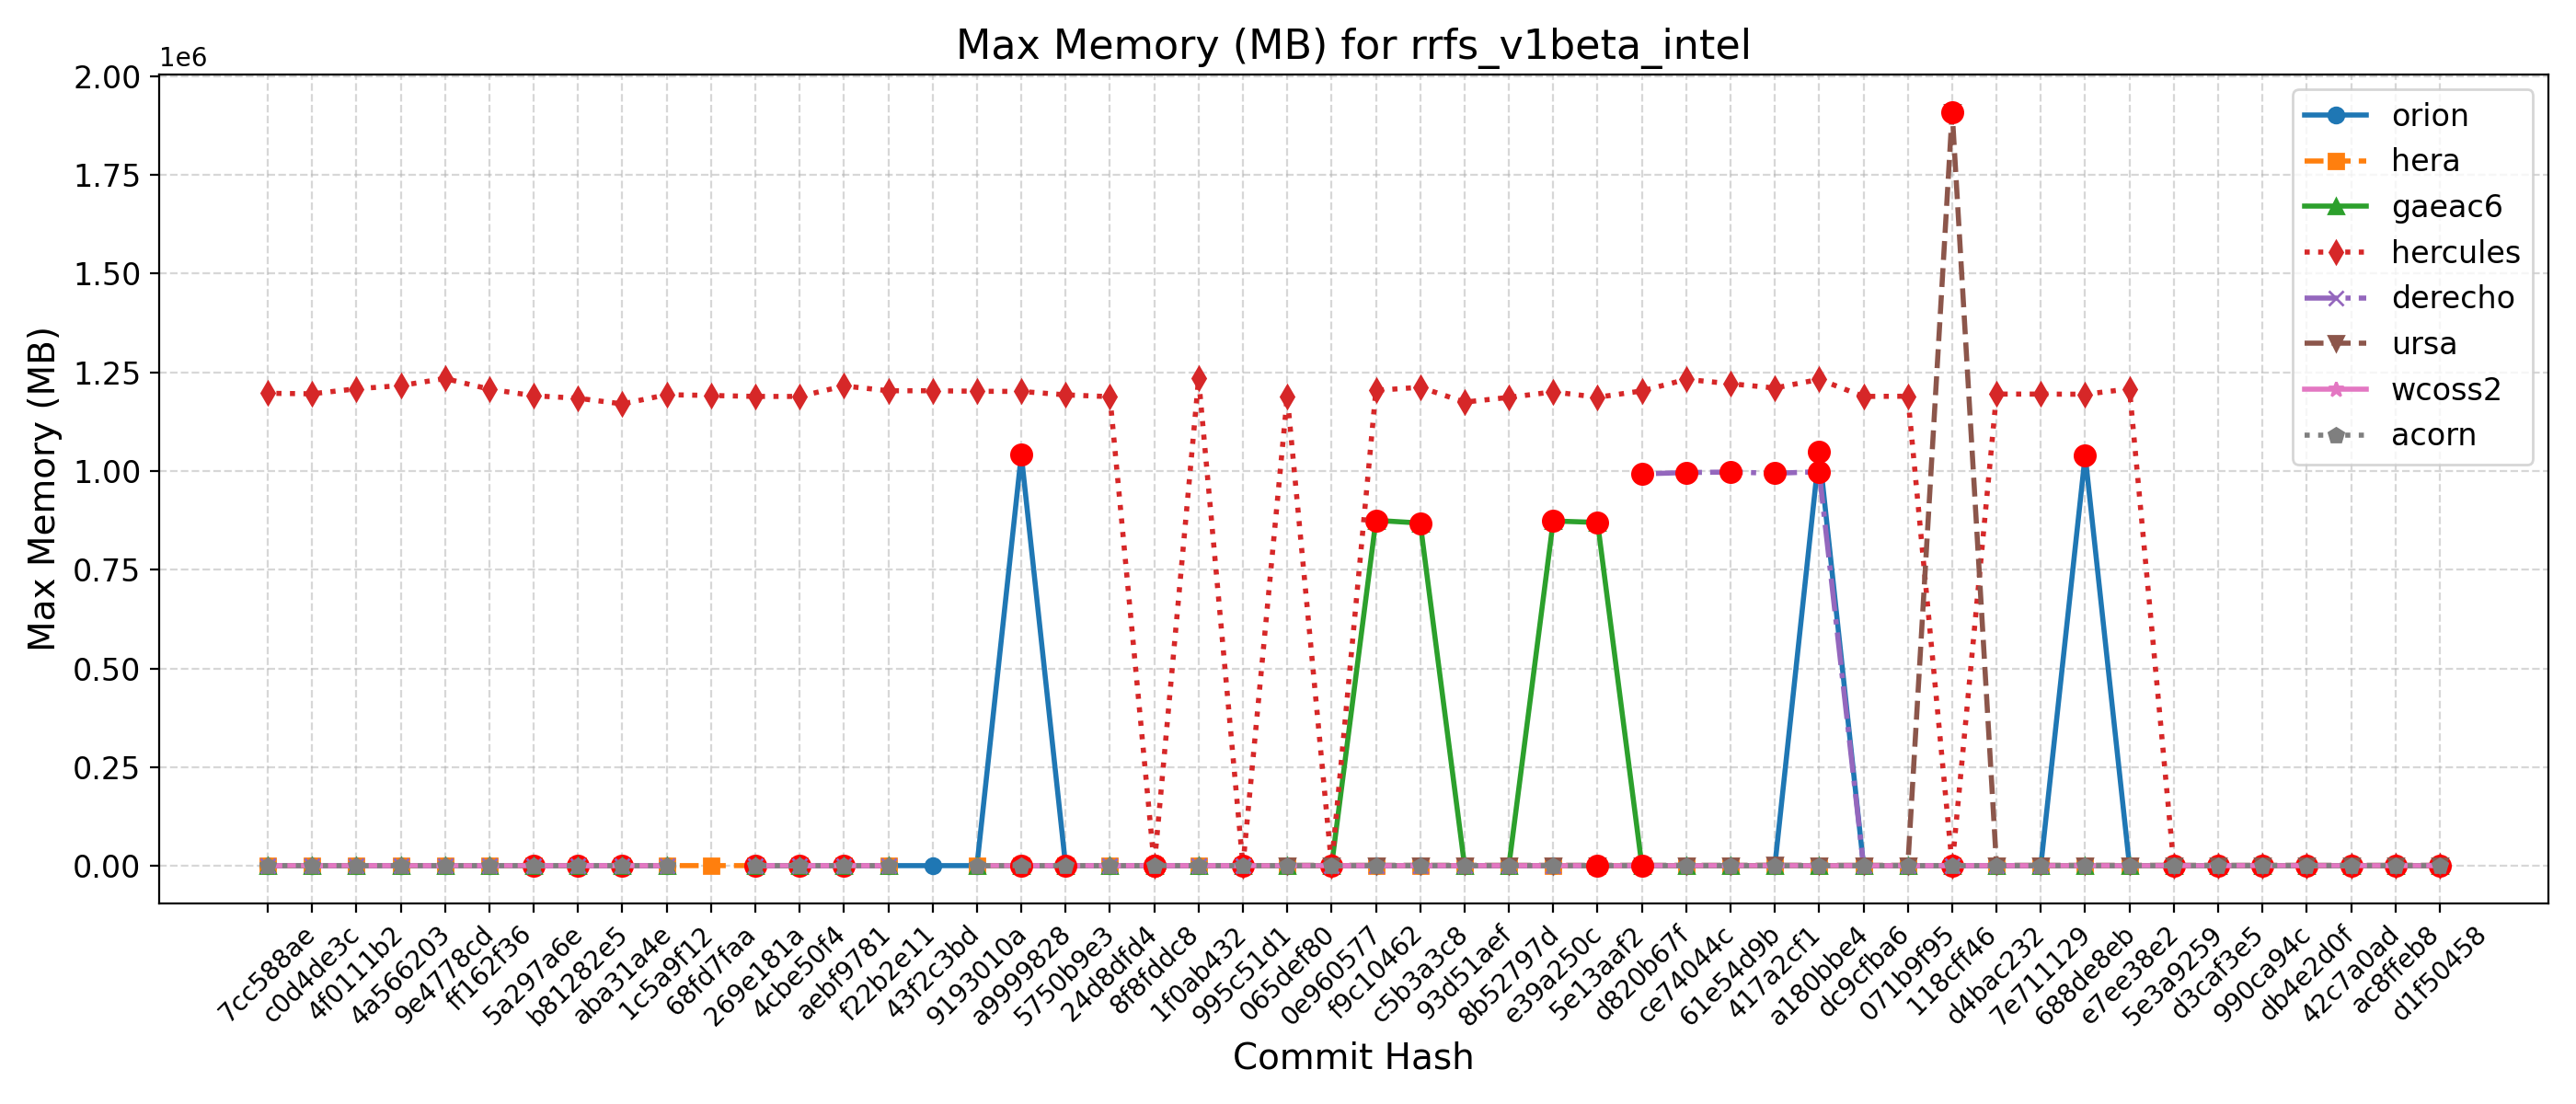 Max Memory (MB) for rrfs_v1beta_intel
1e6
2.00
1.75
1.50
1.25
1.00
0.75
0.50
0.25
0.00
Max Memory (MB)
orion
hera
gaeac6
hercules
derecho
ursa
wcoss2
acorn
7cc588ae
c0d4de3c
4f0111b2
4a566203
9e4778cd
ff162f36
5a297a6e
b81282e5
aba31a4e
1c5a9f12
68fd7faa
269e181a
4cbe50f4
aebf9781
f22b2e11
43f2c3bd
9193010a
a9999828
5750b9e3
24d8dfd4
8f8fddc8
1f0ab432
995c51d1
065def80
0e960577
f9c10462
c5b3a3c8
93d51aef
8b52797d
e39a250c
5e13aaf2
d820b67f
ce74044c
61e54d9b
417a2cf1
a180bbe4
dc9cfba6
071b9f95
118cff46
d4bac232
7e711129
688de8eb
e7ee38e2
5e3a9259
d3caf3e5
990ca94c
db4e2d0f
42c7a0ad
ac8ffeb8
d1f50458
Commit Hash